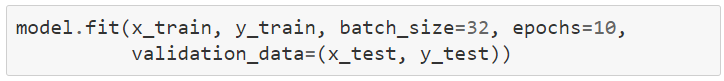 model.fit(x_train, y_train, batch_size=32, epochs=10,
validation_data=(x_test, y_test))